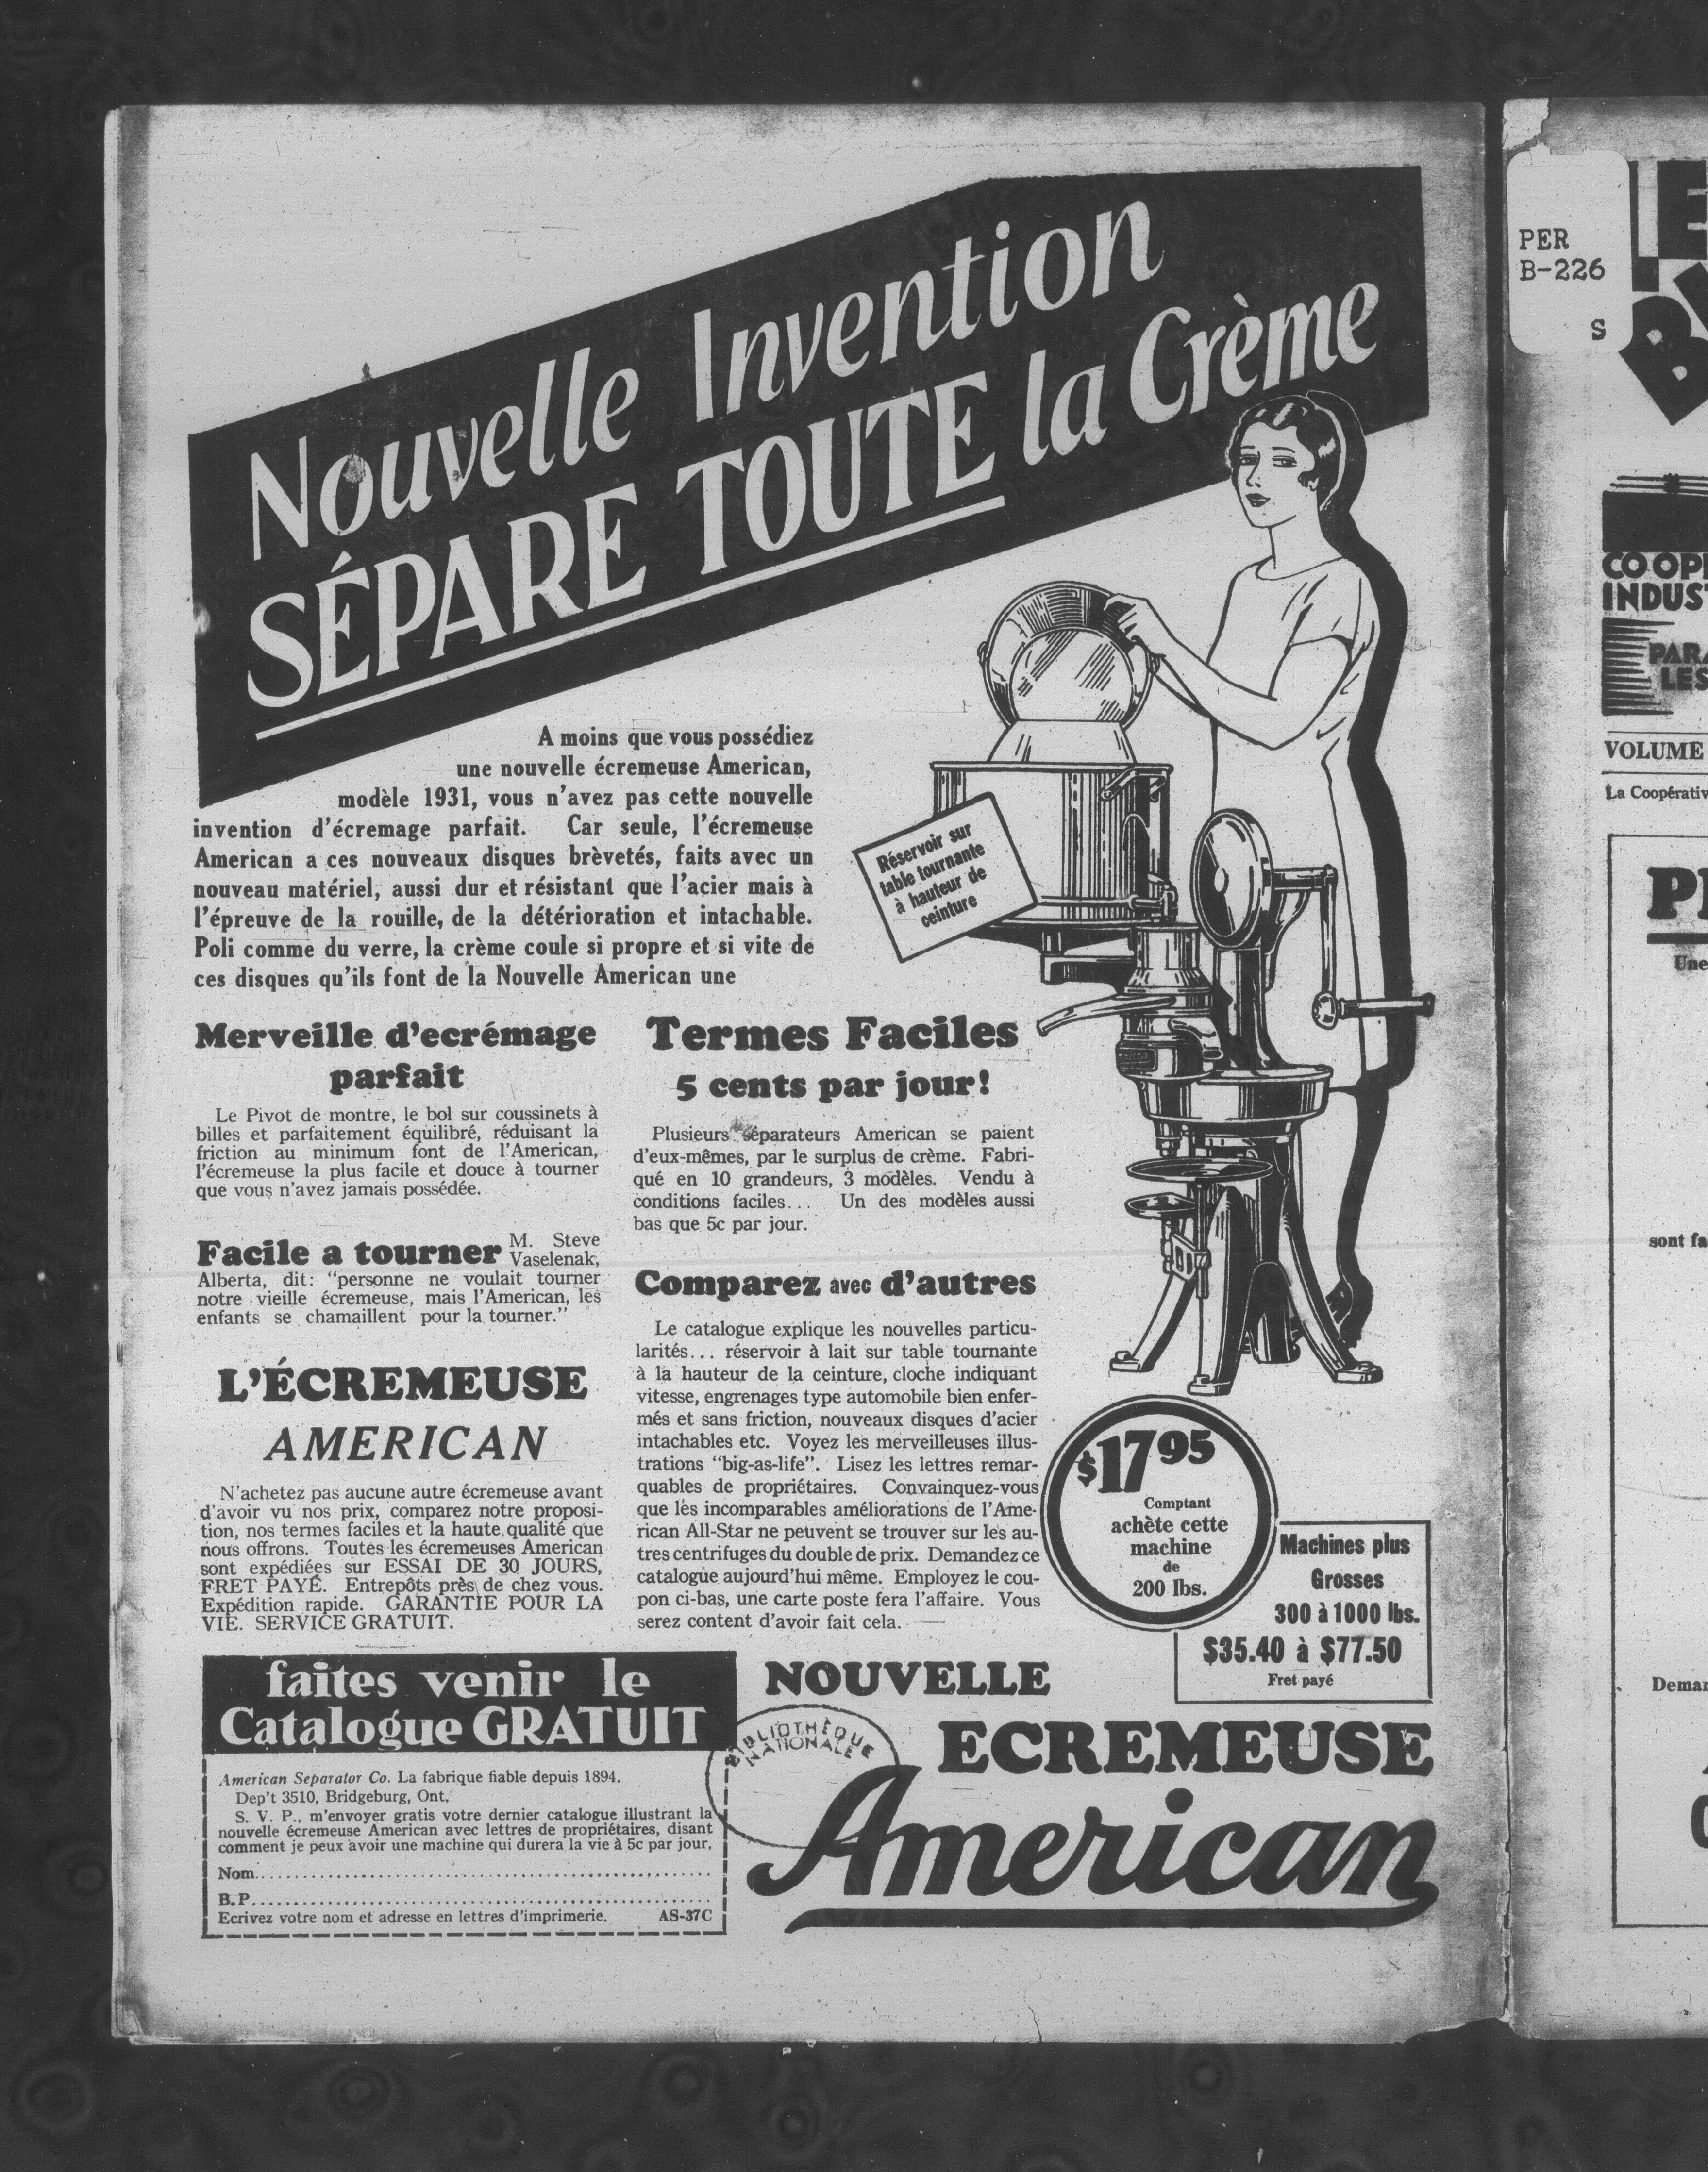 Nouvelle Invention
SÉPARE TOUTE la Crème
A moins que vous possédiez
une nouvelle écremeuse American,
modèle 1931, vous n'avez pas cette nouvelle
invention d'écremage parfait. Car seule, l'écremeuse
American a ces nouveaux disques brèvetés, faits avec un
nouveau matériel, aussi dur et résistant que l'acier mais à
l'épreuve de la rouille, de la détérioration et intachable.
Poli comme du verre, la crème coule si propre et si vite de
ces disques qu'ils font de la Nouvelle American une
Réservoir sur
table tournante
à hauteur de
ceinture
Merveille d'ecrémage
parfait
Le Pivot de montre, le bol sur coussinets à
billes et parfaitement équilibré, réduisant la
friction au minimum font de l'American,
l'écremeuse la plus facile et douce à tourner
que vous n'avez jamais possédée.
Facile a tourner M. Steve
Vaselenak,
Alberta, dit: "personne ne voulait tourner
notre vieille écremeuse, mais l'American, les
enfants se chamaillent pour la tourner."
L'ÉCREMEUSE
AMERICAN
N'achetez pas aucune autre écremeuse avant
d'avoir vu nos prix, comparez notre proposi-
tion, nos termes faciles et la haute qualité que
nous offrons. Toutes les écremeuses American
sont expédiées sur ESSAI DE 30 JOURS,
FRET PAYÉ. Entrepôts près de chez vous.
Expédition rapide. GARANTIE POUR LA
VIE. SERVICE GRATUIT.
Termes Faciles
5 cents par jour!
Plusieurs séparateurs American se paient
d'eux-mêmes, par le surplus de crème. Fabri-
qué en 10 grandeurs, 3 modèles. Vendu à
conditions faciles... Un des modèles aussi
bas que 5c par jour.
Comparez avec d'autres
Le catalogue explique les nouvelles particu-
larités... réservoir à lait sur table tournante
à la hauteur de la ceinture, cloche indiquant
vitesse, engrenages type automobile bien enfer-
més et sans friction, nouveaux disques d'acier
intachables etc. Voyez les merveilleuses illus-
trations "big-as-life". Lisez les lettres remar-
quables de propriétaires. Convainquez-vous
que les incomparables améliorations de l'Ame-
rican All-Star ne peuvent se trouver sur les au-
tres centrifuges du double de prix. Demandez ce
catalogue aujourd'hui même. Employez le cou-
pon ci-bas, une carte poste fera l'affaire. Vous
serez content d'avoir fait cela.
$17.95
Comptant
achète cette
machine
de
200 lbs.
Machines plus
Grosses
300 à 1000 lbs.
$35.40 à $77.50
Fret payé
faites venir le
Catalogue GRATUIT
American Separator Co. La fabrique fiable depuis 1894.
Dep't 3510, Bridgeburg, Ont.
S. V. P., m'envoyer gratis votre dernier catalogue illustrant la
nouvelle écremeuse American avec lettres de propriétaires, disant
comment je peux avoir une machine qui durera la vie à 5c par jour,
Nom
B.P.
Ecrivez votre nom et adresse en lettres d'imprimerie. AS-37C
NOUVELLE
ECREMEUSE
American
BIBLIOTHÈQUE
NATIONALE
PER
B-226
S
VOLUME
La
Une
sont